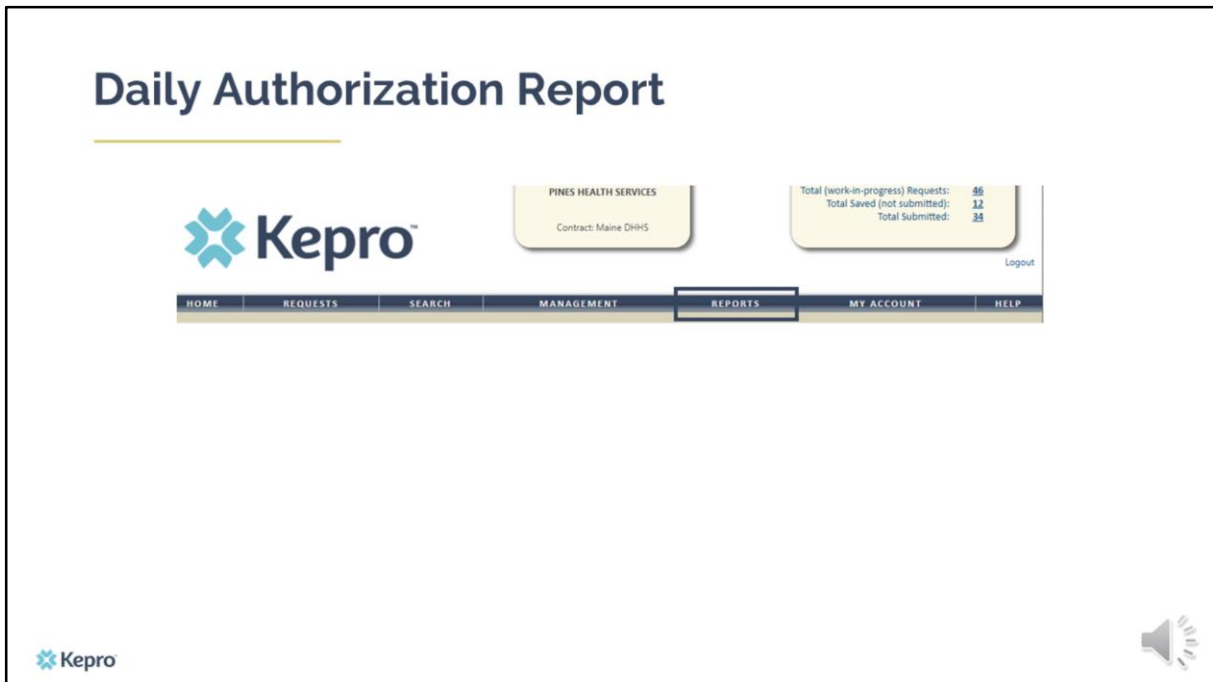 Daily Authorization Report
PINES HEALTH SERVICES
Contract: Maine DHHS
Total (work-in-progress) Requests: 46
Total Saved (not submitted): 12
Total Submitted: 34
Kepro™
Logout
HOME REQUESTS SEARCH MANAGEMENT REPORTS MY ACCOUNT HELP
Kepro